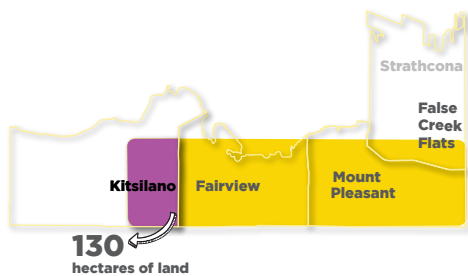 Strathcona
False
Creek
Flats
Kitsilano
Fairview
Mount
Pleasant
130
hectares of land